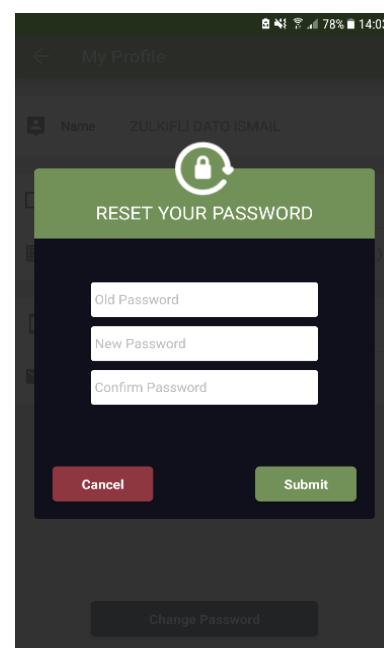 78% 14:03
My Profile
Name ZULKIFLI DATO ISMAIL
RESET YOUR PASSWORD
Old Password
New Password
Confirm Password
Cancel Submit
Change Password